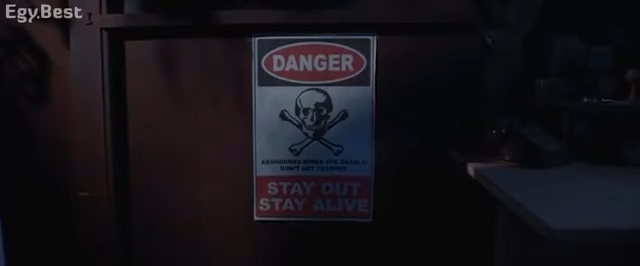 Egy.Best
DANGER
ABANDONED MINES ARE DEADLY!
DON'T GET TRAPPED!
STAY OUT
STAY ALIVE